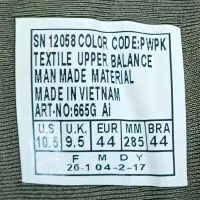 SN 12058 COLOR CODE: PWPK
TEXTILE UPPER BALANCE
MAN MADE MATERIAL
MADE IN VIETNAM
ART-NO: 665G Ai
U.S U.K. EUR MM BRA
10.5 9.5 44 285 44
F M D Y
26-1 04-2-17